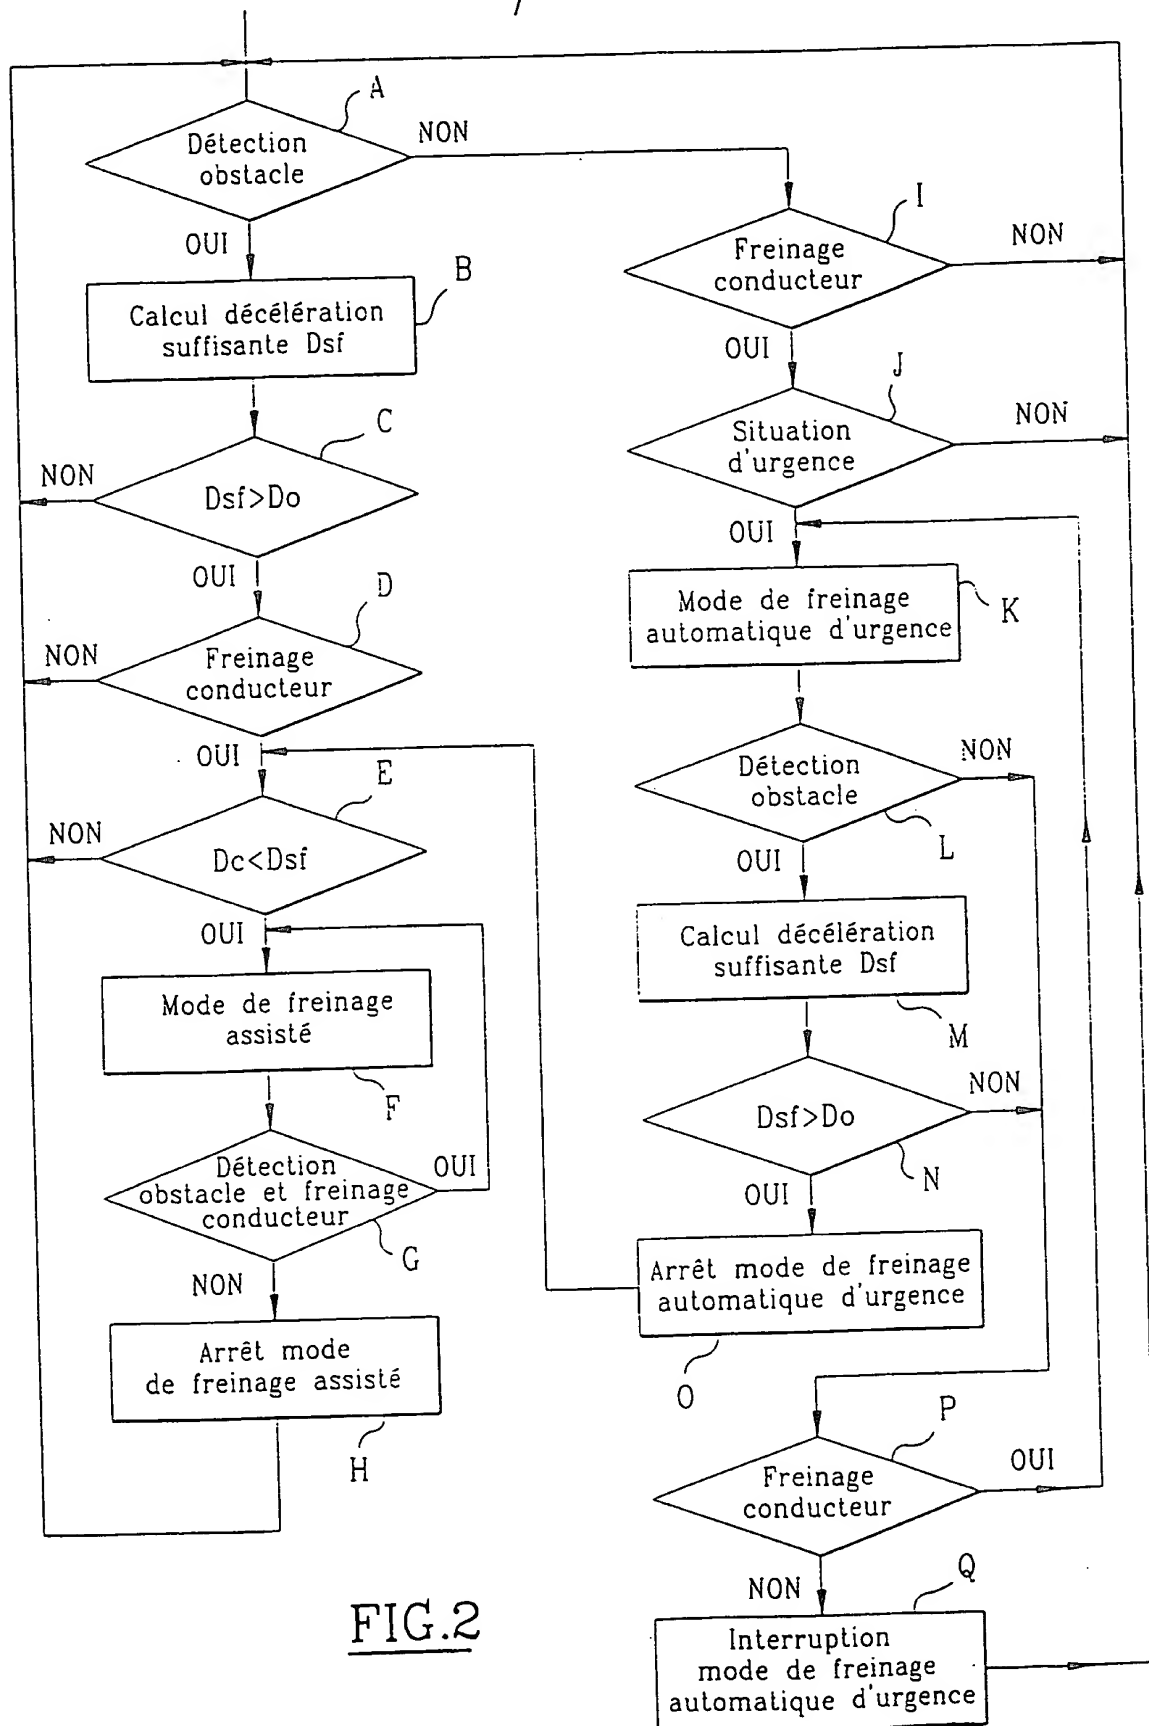 A
Détection
obstacle
NON
OUI
B
Calcul décélération
suffisante Dsf
C
NON
Dsf>Do
OUI
D
NON
Freinage
conducteur
OUI
E
NON
Dc<Dsf
OUI
Mode de freinage
assisté
F
Détection
obstacle et freinage
conducteur
OUI
G
NON
Arrêt mode
de freinage assisté
H
I
Freinage
conducteur
NON
OUI
J
Situation
d'urgence
NON
OUI
Mode de freinage
automatique d'urgence
K
Détection
obstacle
NON
L
OUI
Calcul décélération
suffisante Dsf
M
Dsf>Do
NON
N
OUI
Arrêt mode de freinage
automatique d'urgence
O
P
Freinage
conducteur
OUI
NON
Q
Interruption
mode de freinage
automatique d'urgence
FIG.2